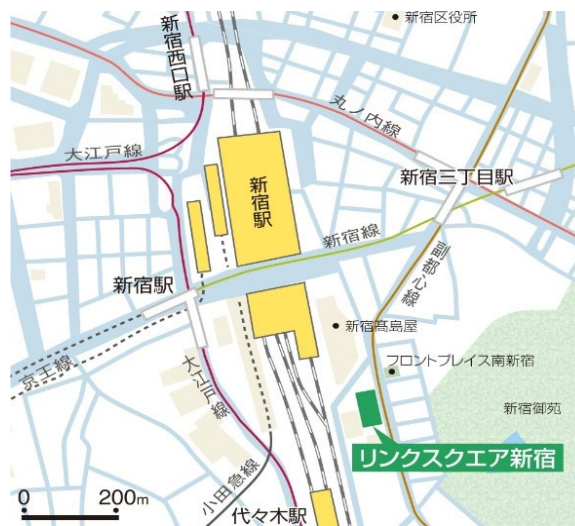 新宿区役所
新宿西口駅
丸ノ内線
大江戸線
新宿三丁目駅
新宿駅
新宿線
副都心線
新宿駅
新宿髙島屋
京王線
大江戸線
フロントプレイス南新宿
新宿御苑
リンクスクエア新宿
小田急線
0 200m
代々木駅